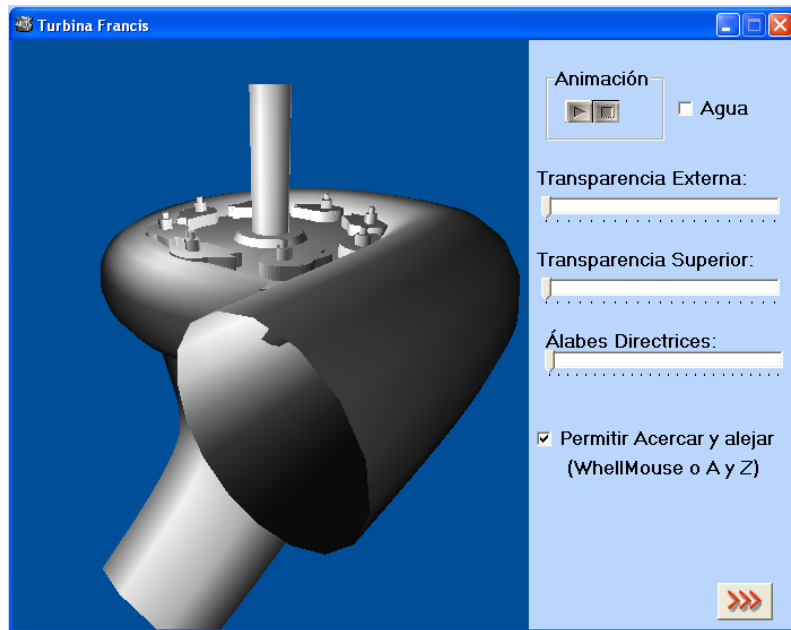 Turbina Francis
Animación
Agua
Transparencia Externa:
Transparencia Superior:
Álabes Directrices:
Permitir Acercar y alejar
(WhellMouse o A y Z)